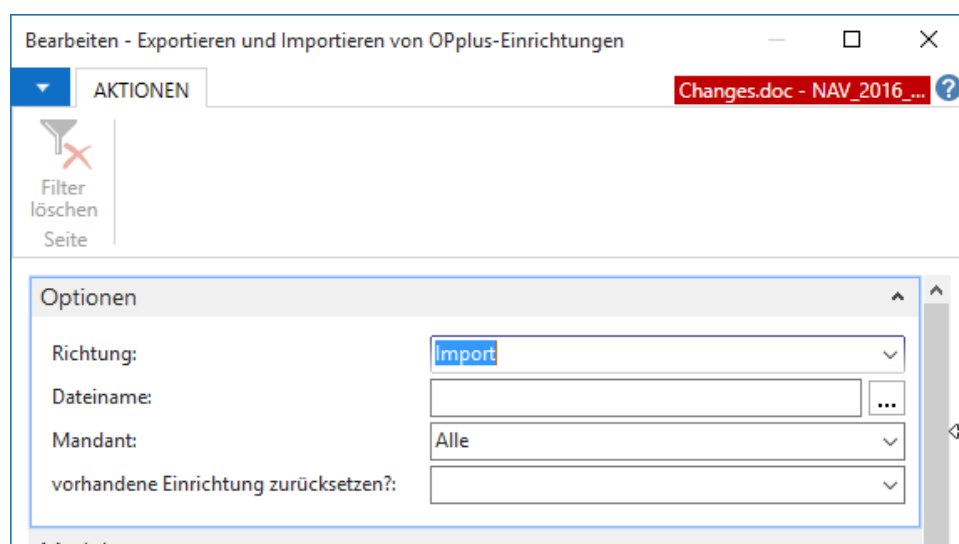 Bearbeiten - Exportieren und Importieren von OPplus-Einrichtungen
AKTIONEN
Changes.doc - NAV_2016_...
?
Filter
löschen
Seite
Optionen
Richtung:
Import
Dateiname:
...
Mandant:
Alle
vorhandene Einrichtung zurücksetzen?: